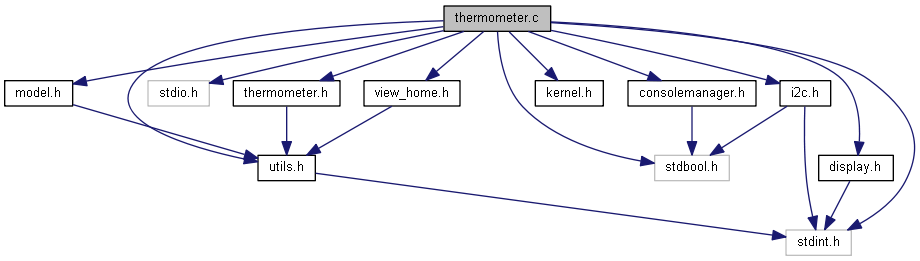 thermometer.c
model.h
stdio.h
thermometer.h
view_home.h
kernel.h
consolemanager.h
i2c.h
utils.h
stdbool.h
display.h
stdint.h